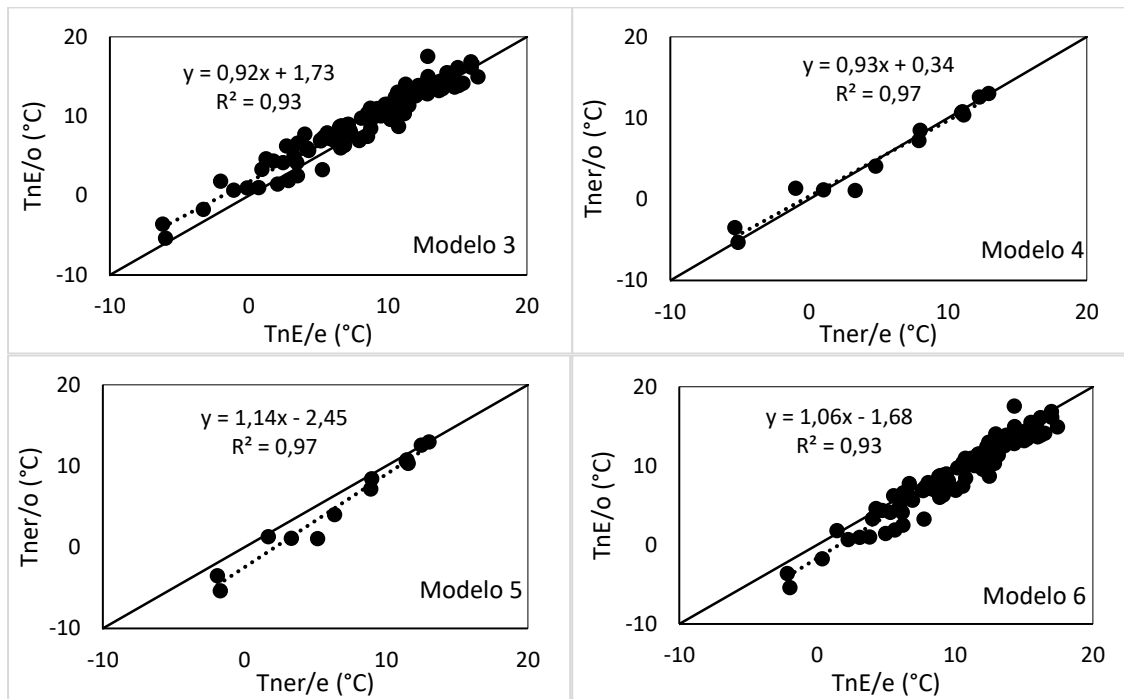 20
10
0
-10
-10
0
10
20
TnE/o (°C)
TnE/e (°C)
y = 0,92x + 1,73
R² = 0,93
Modelo 3
20
10
0
-10
-10
0
10
20
Tner/o (°C)
Tner/e (°C)
y = 0,93x + 0,34
R² = 0,97
Modelo 4
20
10
0
-10
-10
0
10
20
Tner/o (°C)
Tner/e (°C)
y = 1,14x - 2,45
R² = 0,97
Modelo 5
20
10
0
-10
-10
0
10
20
TnE/o (°C)
TnE/e (°C)
y = 1,06x - 1,68
R² = 0,93
Modelo 6